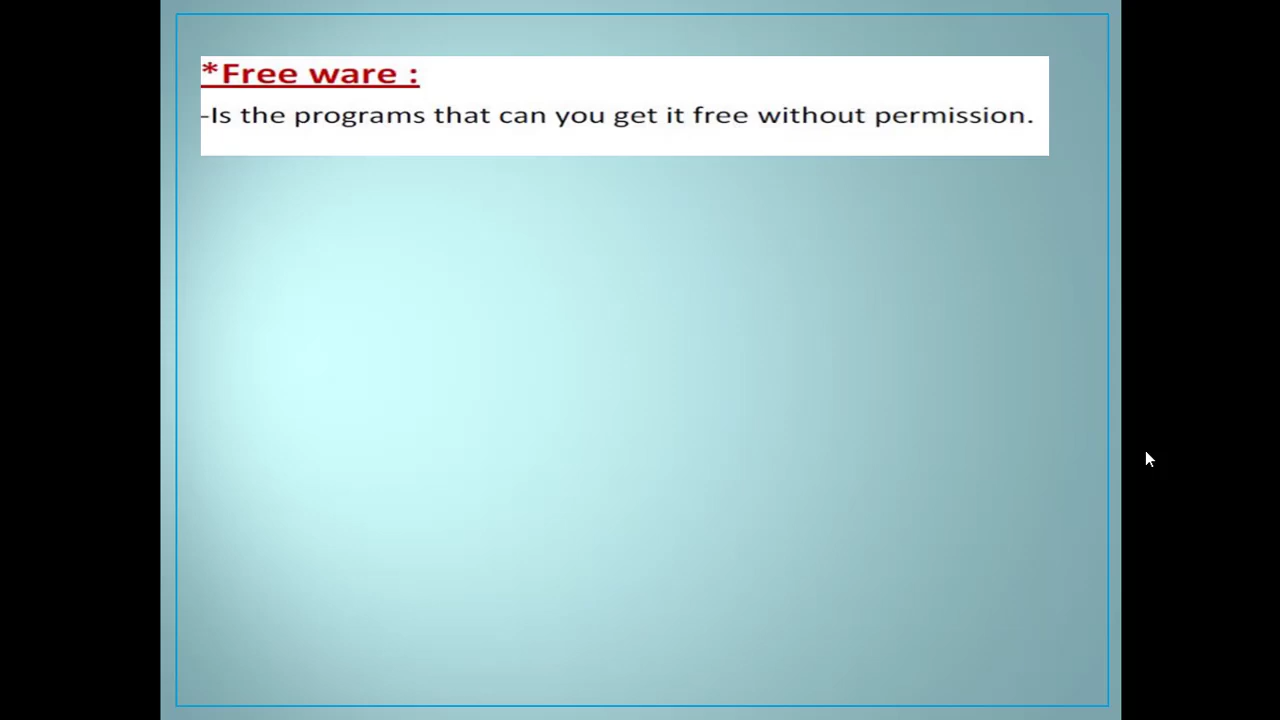 *Free ware :
-Is the programs that can you get it free without permission.